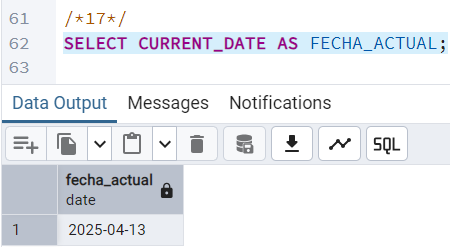 61 /*17*/
62 SELECT CURRENT_DATE AS FECHA_ACTUAL;
63
Data Output Messages Notifications
SQL
fecha_actual
date
1 2025-04-13